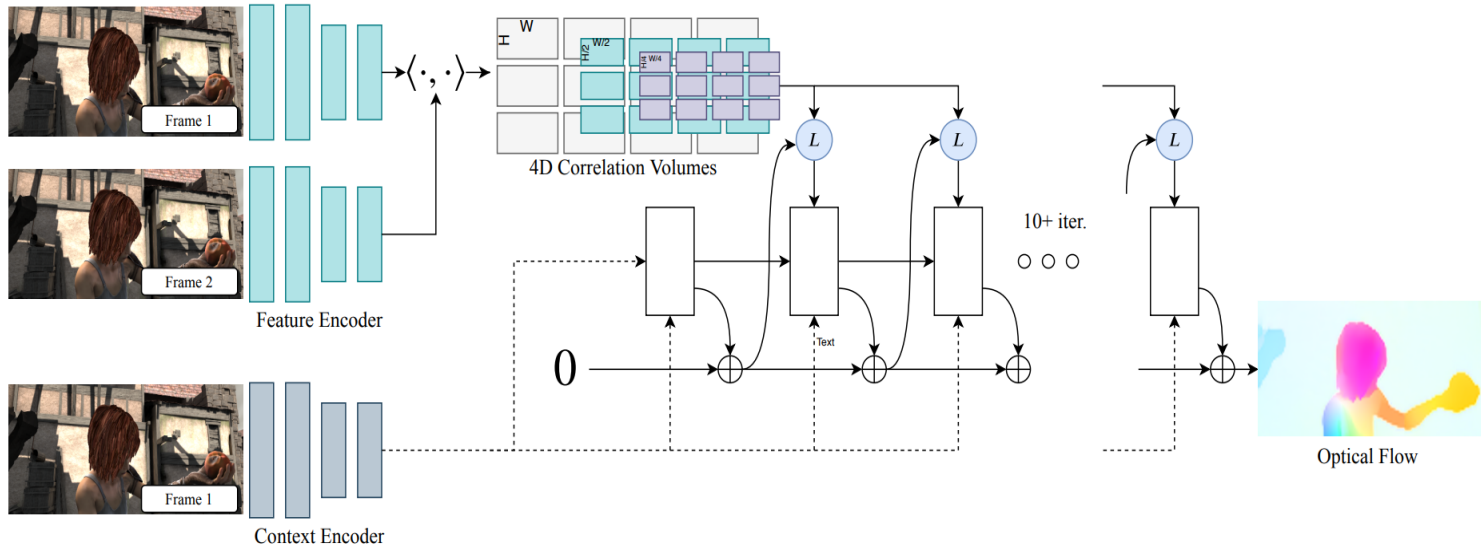 Frame 1
⟨·,·⟩
H
W
H/2
W/2
H/4
W/4
4D Correlation Volumes
L
L
L
Frame 2
Feature Encoder
10+ iter.
Text
0
Frame 1
Context Encoder
Optical Flow